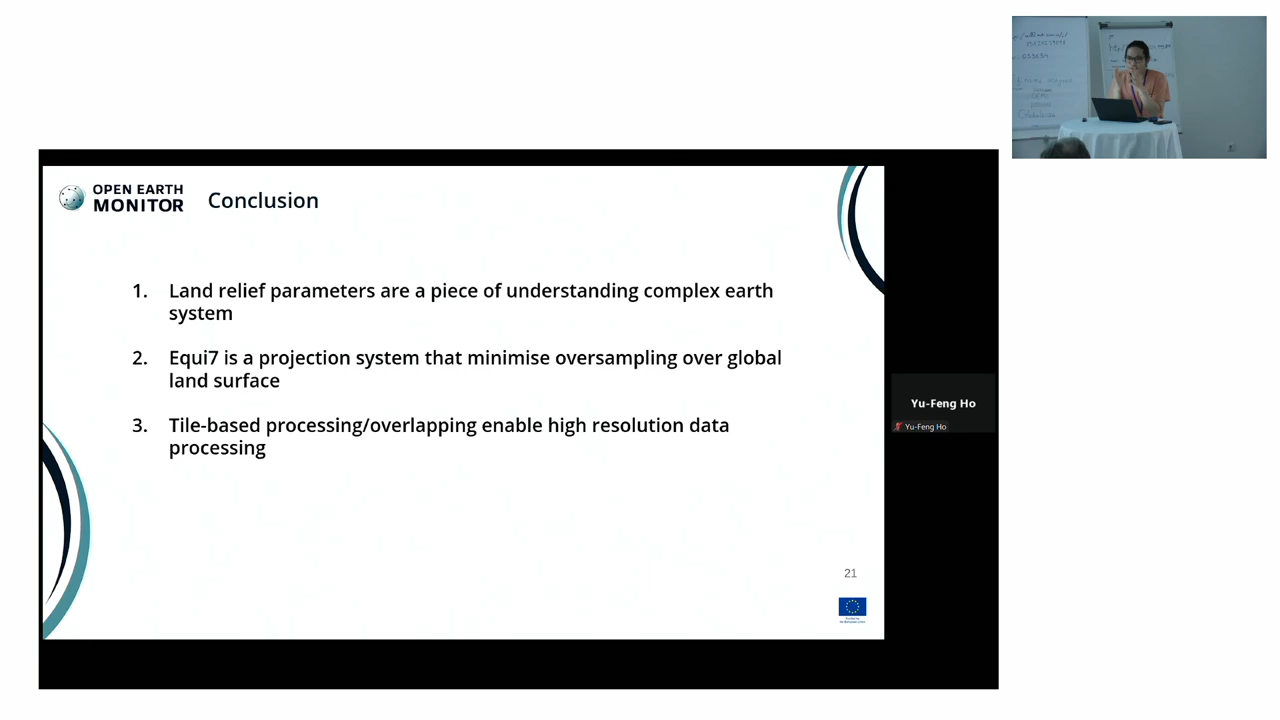 OPEN EARTH
MONITOR
Conclusion
1. Land relief parameters are a piece of understanding complex earth
system
2. Equi7 is a projection system that minimise oversampling over global
land surface
3. Tile-based processing/overlapping enable high resolution data
processing
21
Yu-Feng Ho
Yu-Feng Ho